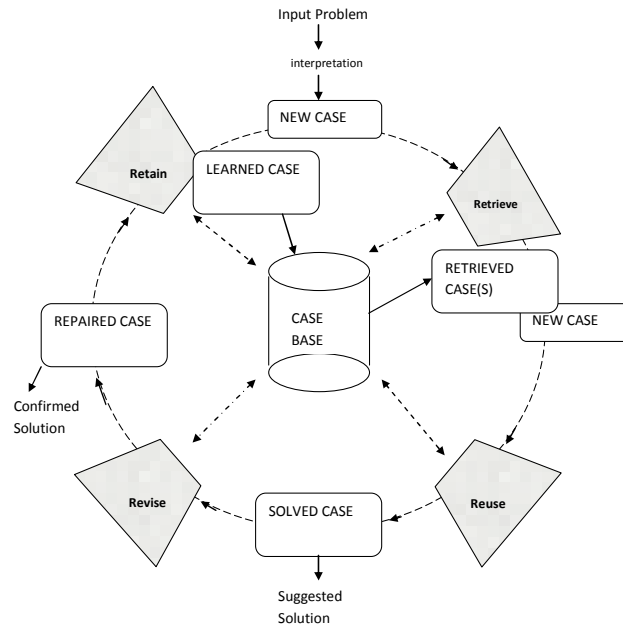 Input Problem
interpretation
NEW CASE
Retain
LEARNED CASE
Retrieve
RETRIEVED
CASE(S)
NEW CASE
CASE
BASE
REPAIRED CASE
Confirmed
Solution
Revise
SOLVED CASE
Reuse
Suggested
Solution